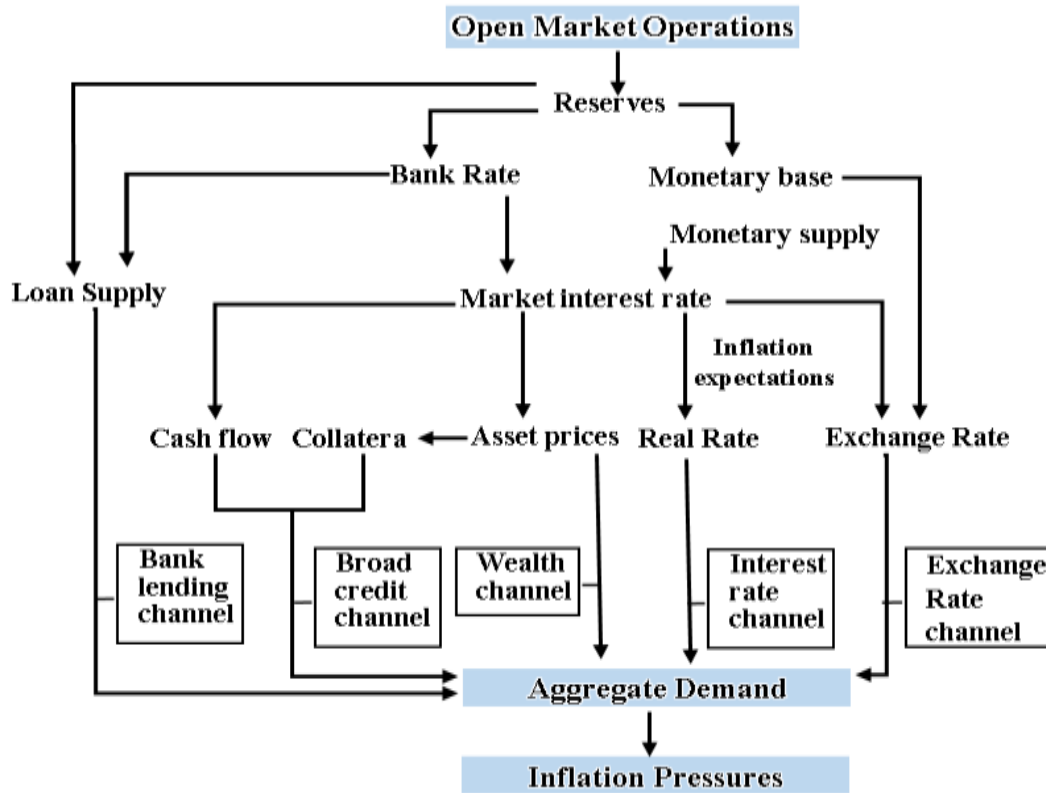 Open Market Operations
Reserves
Bank Rate
Monetary base
Monetary supply
Loan Supply
Market interest rate
Inflation
expectations
Cash flow
Collatera
Asset prices
Real Rate
Exchange Rate
Bank
lending
channel
Broad
credit
channel
Wealth
channel
Interest
rate
channel
Exchange
Rate
channel
Aggregate Demand
Inflation Pressures